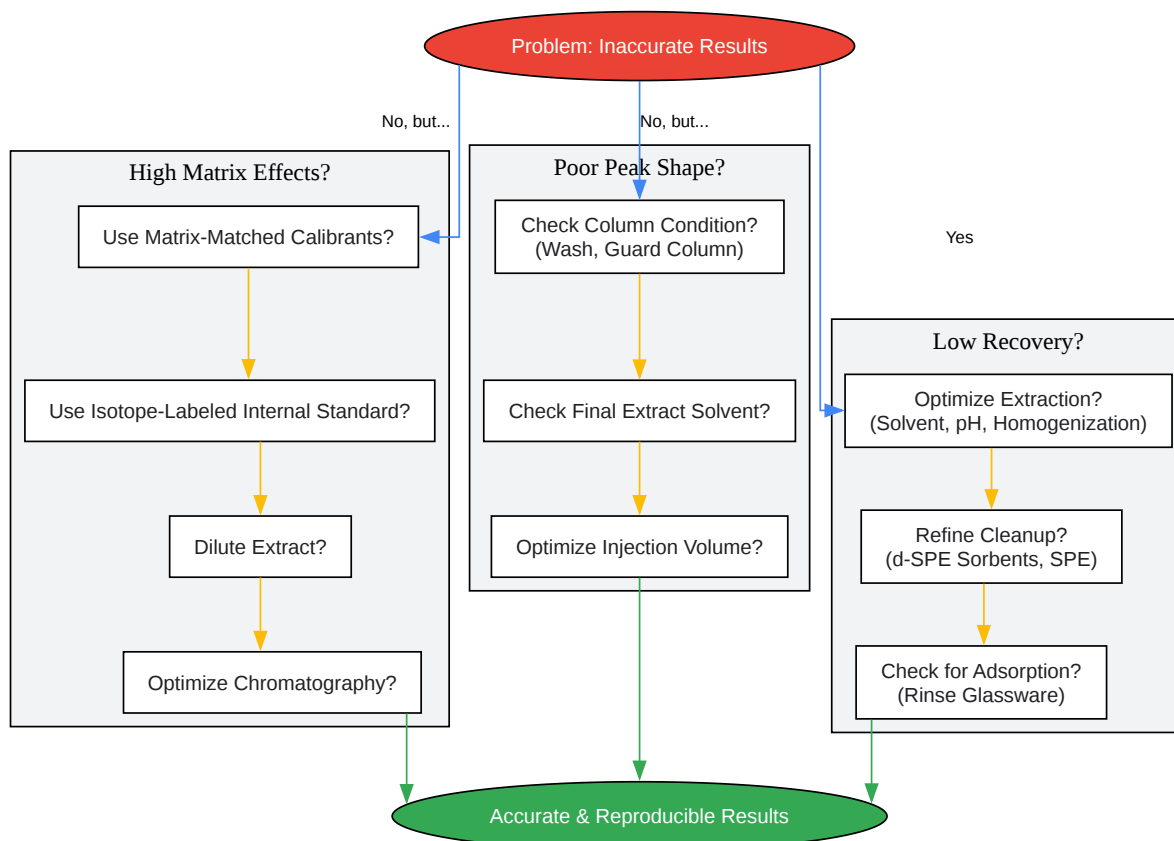 Problem: Inaccurate Results
No, but...
No, but...
High Matrix Effects?
Use Matrix-Matched Calibrants?
Use Isotope-Labeled Internal Standard?
Dilute Extract?
Optimize Chromatography?
Poor Peak Shape?
Check Column Condition?
(Wash, Guard Column)
Check Final Extract Solvent?
Optimize Injection Volume?
Yes
Low Recovery?
Optimize Extraction?
(Solvent, pH, Homogenization)
Refine Cleanup?
(d-SPE Sorbents, SPE)
Check for Adsorption?
(Rinse Glassware)
Accurate & Reproducible Results